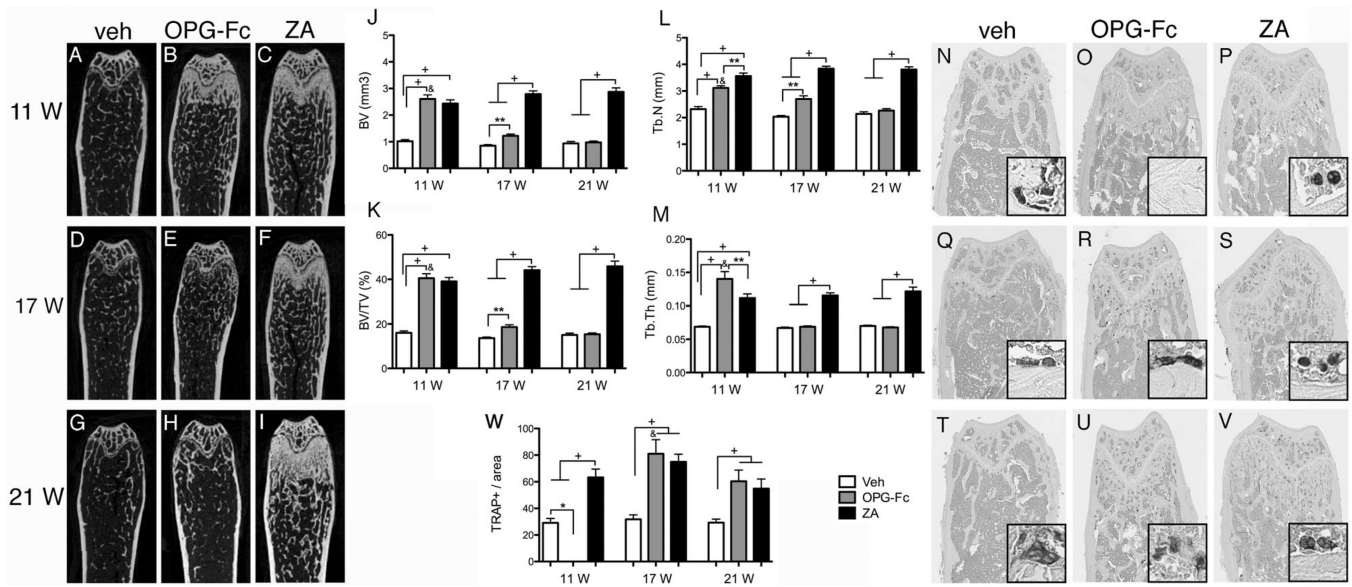 veh OPG-Fc ZA
A B C
11 W
D E F
17 W
G H I
21 W
J
BV (mm3)
5
4
3
2
1
0
+
+
&
**
+
+
11 W 17 W 21 W
K
BV/TV (%)
60
40
20
0
+
+
&
**
+
+
11 W 17 W 21 W
L
Tb.N (mm)
5
4
3
2
1
0
+
+ **
&
**
+
+
11 W 17 W 21 W
M
Tb.Th (mm)
0.20
0.15
0.10
0.05
0.00
+
+ **
&
+
+
11 W 17 W 21 W
W
TRAP+ / area
100
80
60
40
20
0
*
+
+
&
+
11 W 17 W 21 W
Veh
OPG-Fc
ZA
veh OPG-Fc ZA
N O P
Q R S
T U V